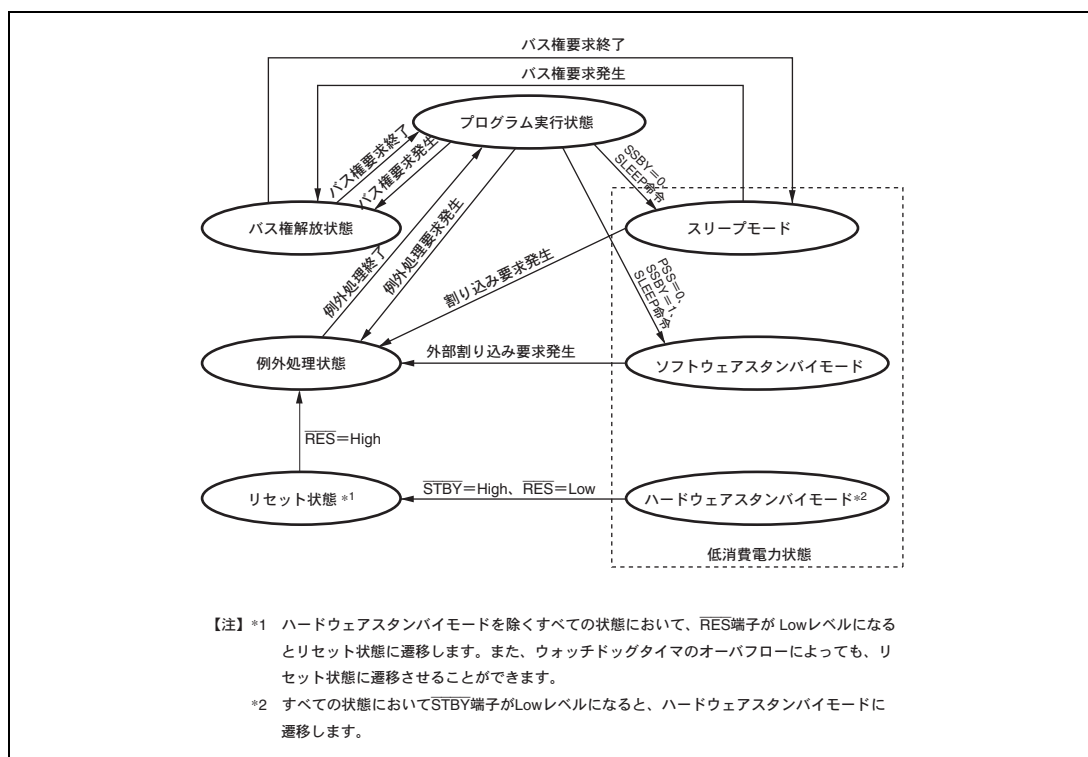 バス権要求終了
バス権要求発生
プログラム実行状態
バス権要求終了
バス権要求発生
SSBY＝0、
SLEEP命令
バス権解放状態
スリープモード
例外処理終了
例外処理要求発生
割り込み要求発生
PSS＝0、
SSBY＝1、
SLEEP命令
例外処理状態
外部割り込み要求発生
ソフトウェアスタンバイモード
RES＝High
リセット状態 *1
STBY＝High、RES＝Low
ハードウェアスタンバイモード*2
低消費電力状態
【注】*1 ハードウェアスタンバイモードを除くすべての状態において、RES端子が Lowレベルになる
とリセット状態に遷移します。また、ウォッチドッグタイマのオーバフローによっても、リ
セット状態に遷移させることができます。
*2 すべての状態においてSTBY端子がLowレベルになると、ハードウェアスタンバイモードに
遷移します。